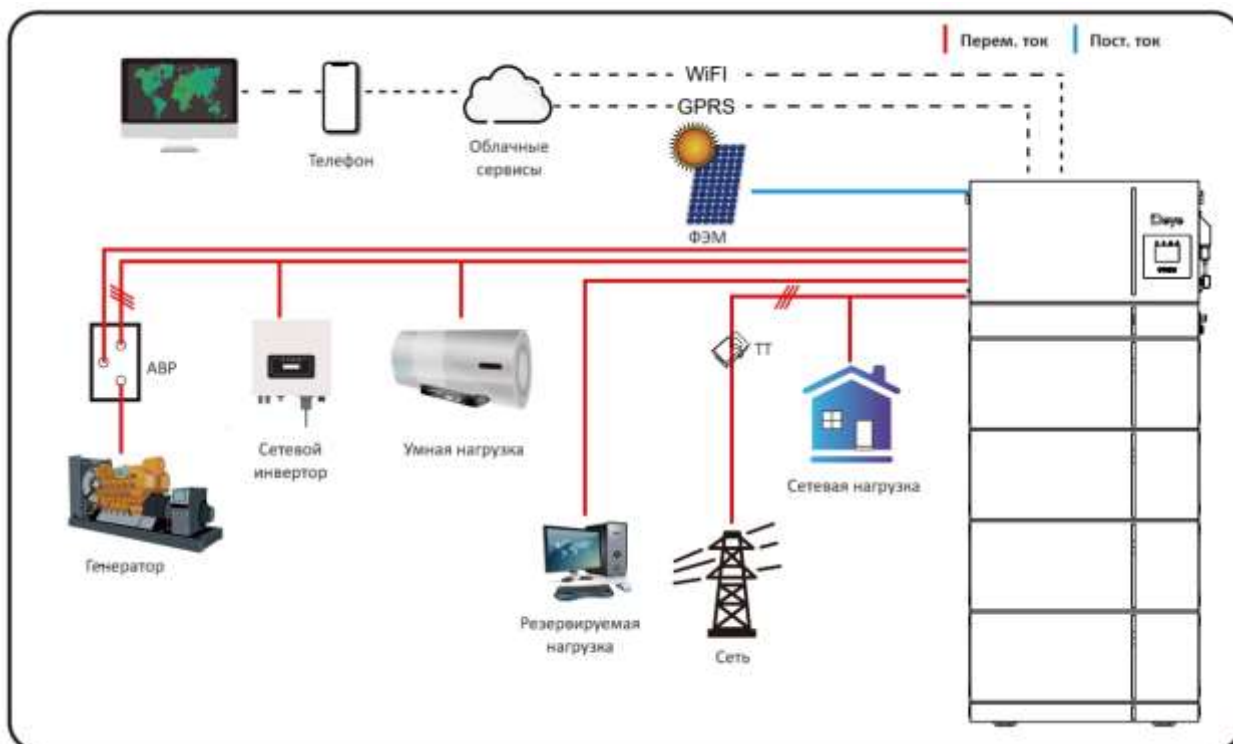 Перем. ток
Пост. ток
WiFI
GPRS
Телефон
Облачные
сервисы
ФЭМ
АВР
ТТ
Сетевой
инвертор
Умная нагрузка
Сетевая нагрузка
Генератор
Резервируемая
нагрузка
Сеть